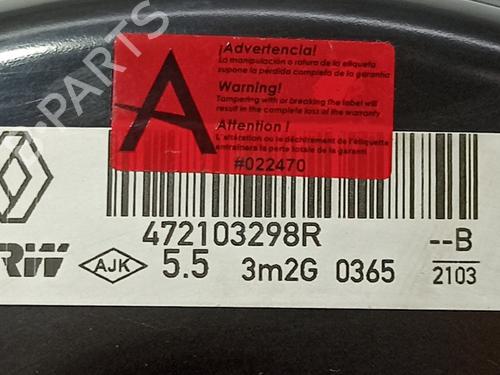 ¡Advertencia!
La manipulación o rotura de la etiqueta
supone la pérdida completa de la garantía
Warning!
Tampering with or breaking the label will
result in the complete loss of the warranty
Attention !
L'altération ou le déchirement de l'étiquette
entraînera la perte totale de la garantie
#022470
A
472103298R
--B
TRW
AJK
5.5
3m2G
0365
2103